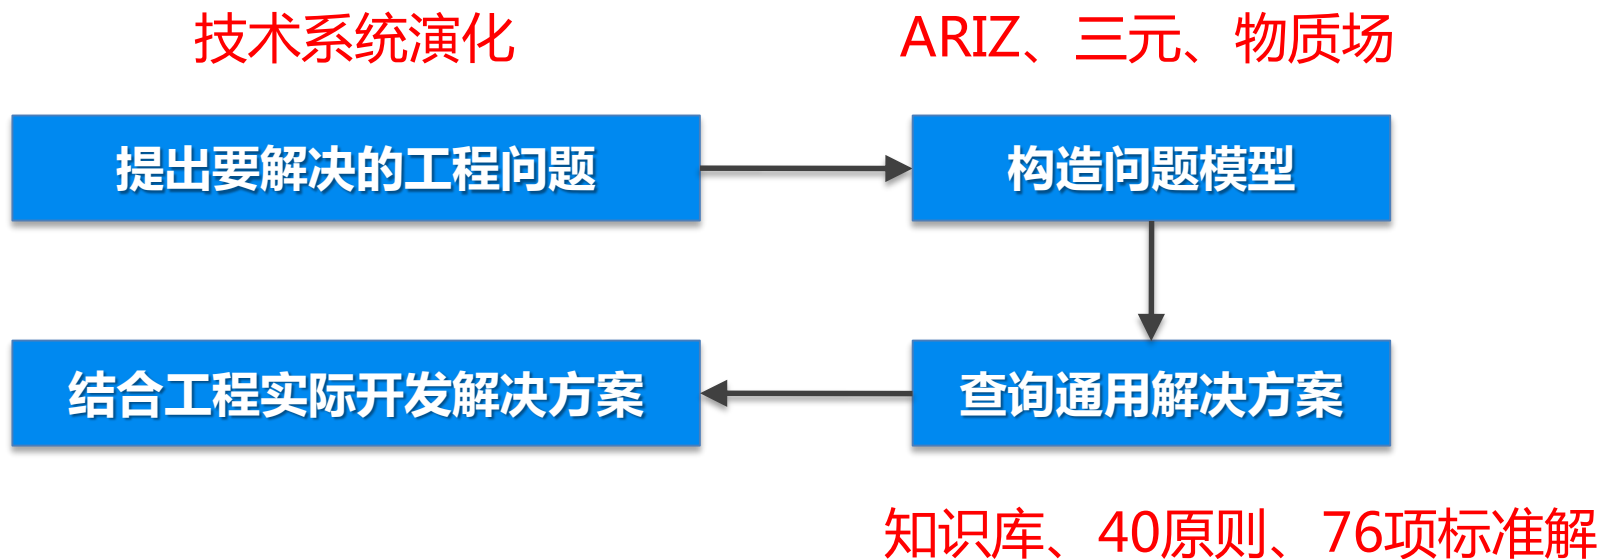 技术系统演化
ARIZ、三元、物质场
提出要解决的工程问题
构造问题模型
结合工程实际开发解决方案
查询通用解决方案
知识库、40原则、76项标准解